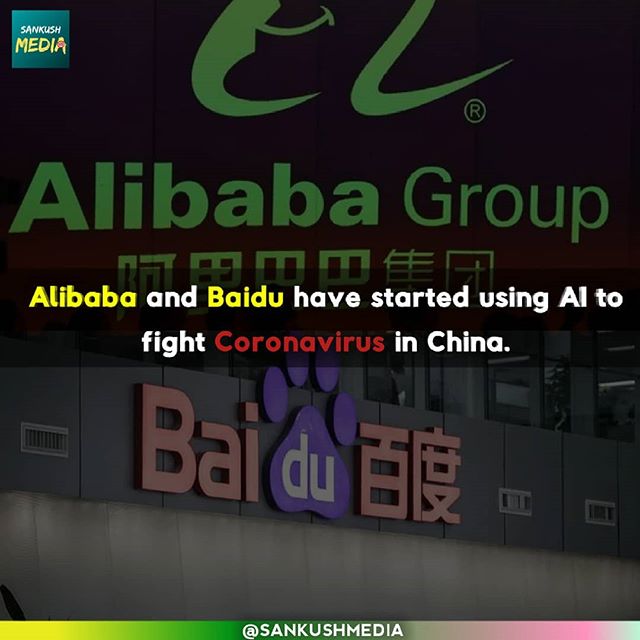 SANKUSH
MEDIA
®
Alibaba Group
阿里巴巴集团
Alibaba and Baidu have started using AI to
fight Coronavirus in China.
Bai du 百度
@SANKUSHMEDIA